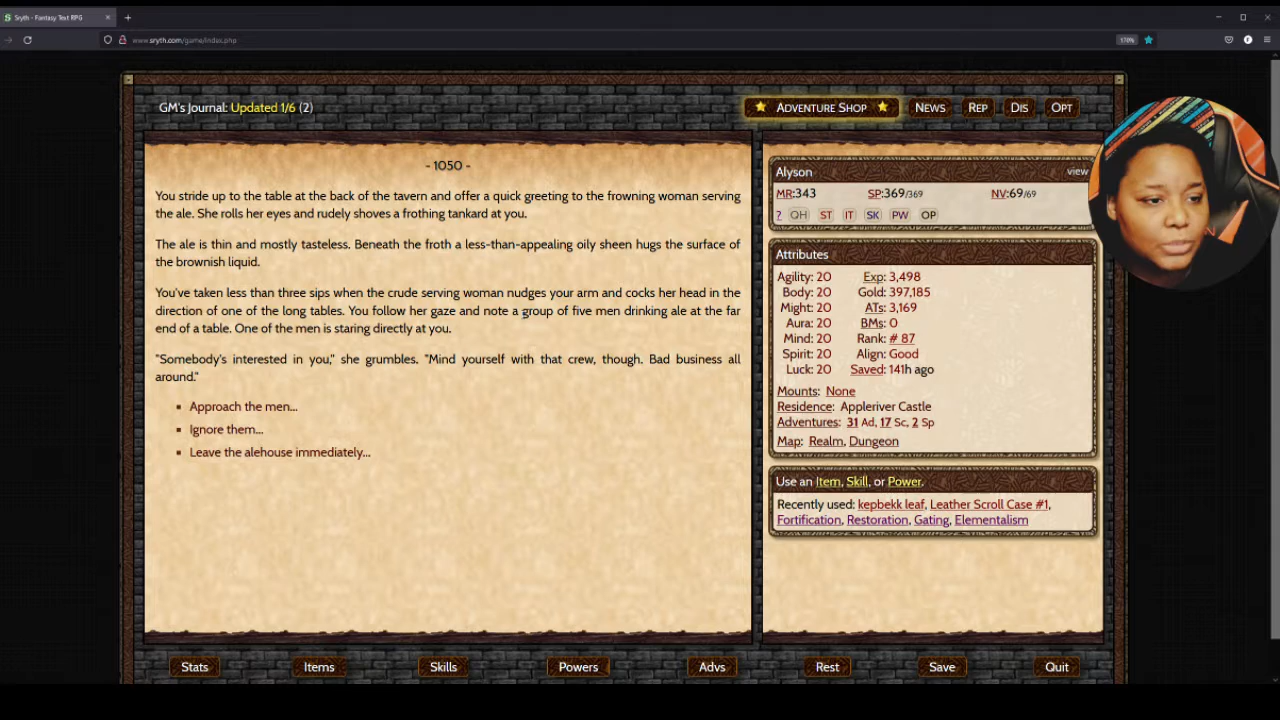 Sryth - Fantasy Text RPG
www.sryth.com/game/index.php
170%
GM's Journal: Updated 1/6 (2)
ADVENTURE SHOP
NEWS
REP
DIS
OPT
- 1050 -
You stride up to the table at the back of the tavern and offer a quick greeting to the frowning woman serving
the ale. She rolls her eyes and rudely shoves a frothing tankard at you.
The ale is thin and mostly tasteless. Beneath the froth a less-than-appealing oily sheen hugs the surface of
the brownish liquid.
You've taken less than three sips when the crude serving woman nudges your arm and cocks her head in the
direction of one of the long tables. You follow her gaze and note a group of five men drinking ale at the far
end of a table. One of the men is staring directly at you.
"Somebody's interested in you," she grumbles. "Mind yourself with that crew, though. Bad business all
around."
Approach the men...
Ignore them...
Leave the alehouse immediately...
Alyson view
MR:343 SP:369/369 NV:69/69
? QH ST IT SK PW OP
Attributes
Agility: 20 Exp: 3,498
Body: 20 Gold: 397,185
Might: 20 ATs: 3,169
Aura: 20 BMs: 0
Mind: 20 Rank: # 87
Spirit: 20 Align: Good
Luck: 20 Saved: 141h ago
Mounts: None
Residence: Appleriver Castle
Adventures: 31 Ad, 17 Sc, 2 Sp
Map: Realm, Dungeon
Use an Item, Skill, or Power.
Recently used: kepbekk leaf, Leather Scroll Case #1,
Fortification, Restoration, Gating, Elementalism
Stats
Items
Skills
Powers
Advs
Rest
Save
Quit